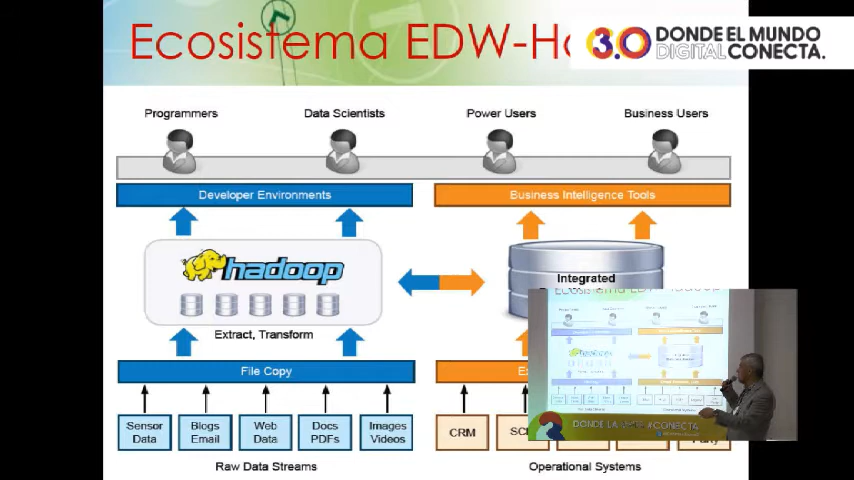 Ecosistema EDW-H
3.0 DONDE EL MUNDO
DIGITAL CONECTA.
Programmers
Data Scientists
Power Users
Business Users
Developer Environments
Business Intelligence Tools
hadoop
Integrated
Extract, Transform
File Copy
Sensor
Data
Blogs
Email
Web
Data
Docs
PDFs
Images
Videos
CRM
SC
Party
Raw Data Streams
Operational Systems